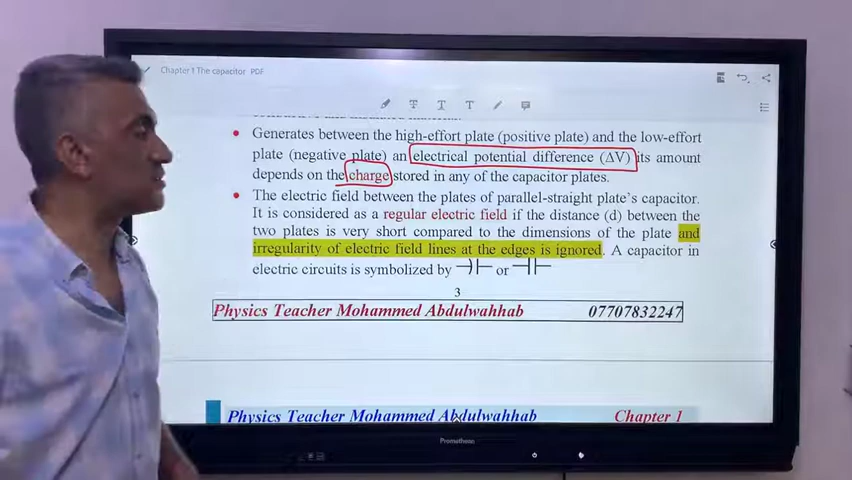 Chapter 1 The capacitor PDF
Generates between the high-effort plate (positive plate) and the low-effort
plate (negative plate) an electrical potential difference (ΔV) its amount
depends on the charge stored in any of the capacitor plates.
The electric field between the plates of parallel-straight plate's capacitor.
It is considered as a regular electric field if the distance (d) between the
two plates is very short compared to the dimensions of the plate and
irregularity of electric field lines at the edges is ignored. A capacitor in
electric circuits is symbolized by or
3
Physics Teacher Mohammed Abdulwahhab 07707832247
Physics Teacher Mohammed Abdulwahhab Chapter 1
Promethean